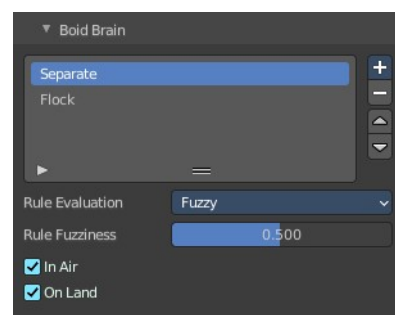 Boid Brain
Separate
Flock
Rule Evaluation Fuzzy
Rule Fuzziness 0.500
In Air
On Land